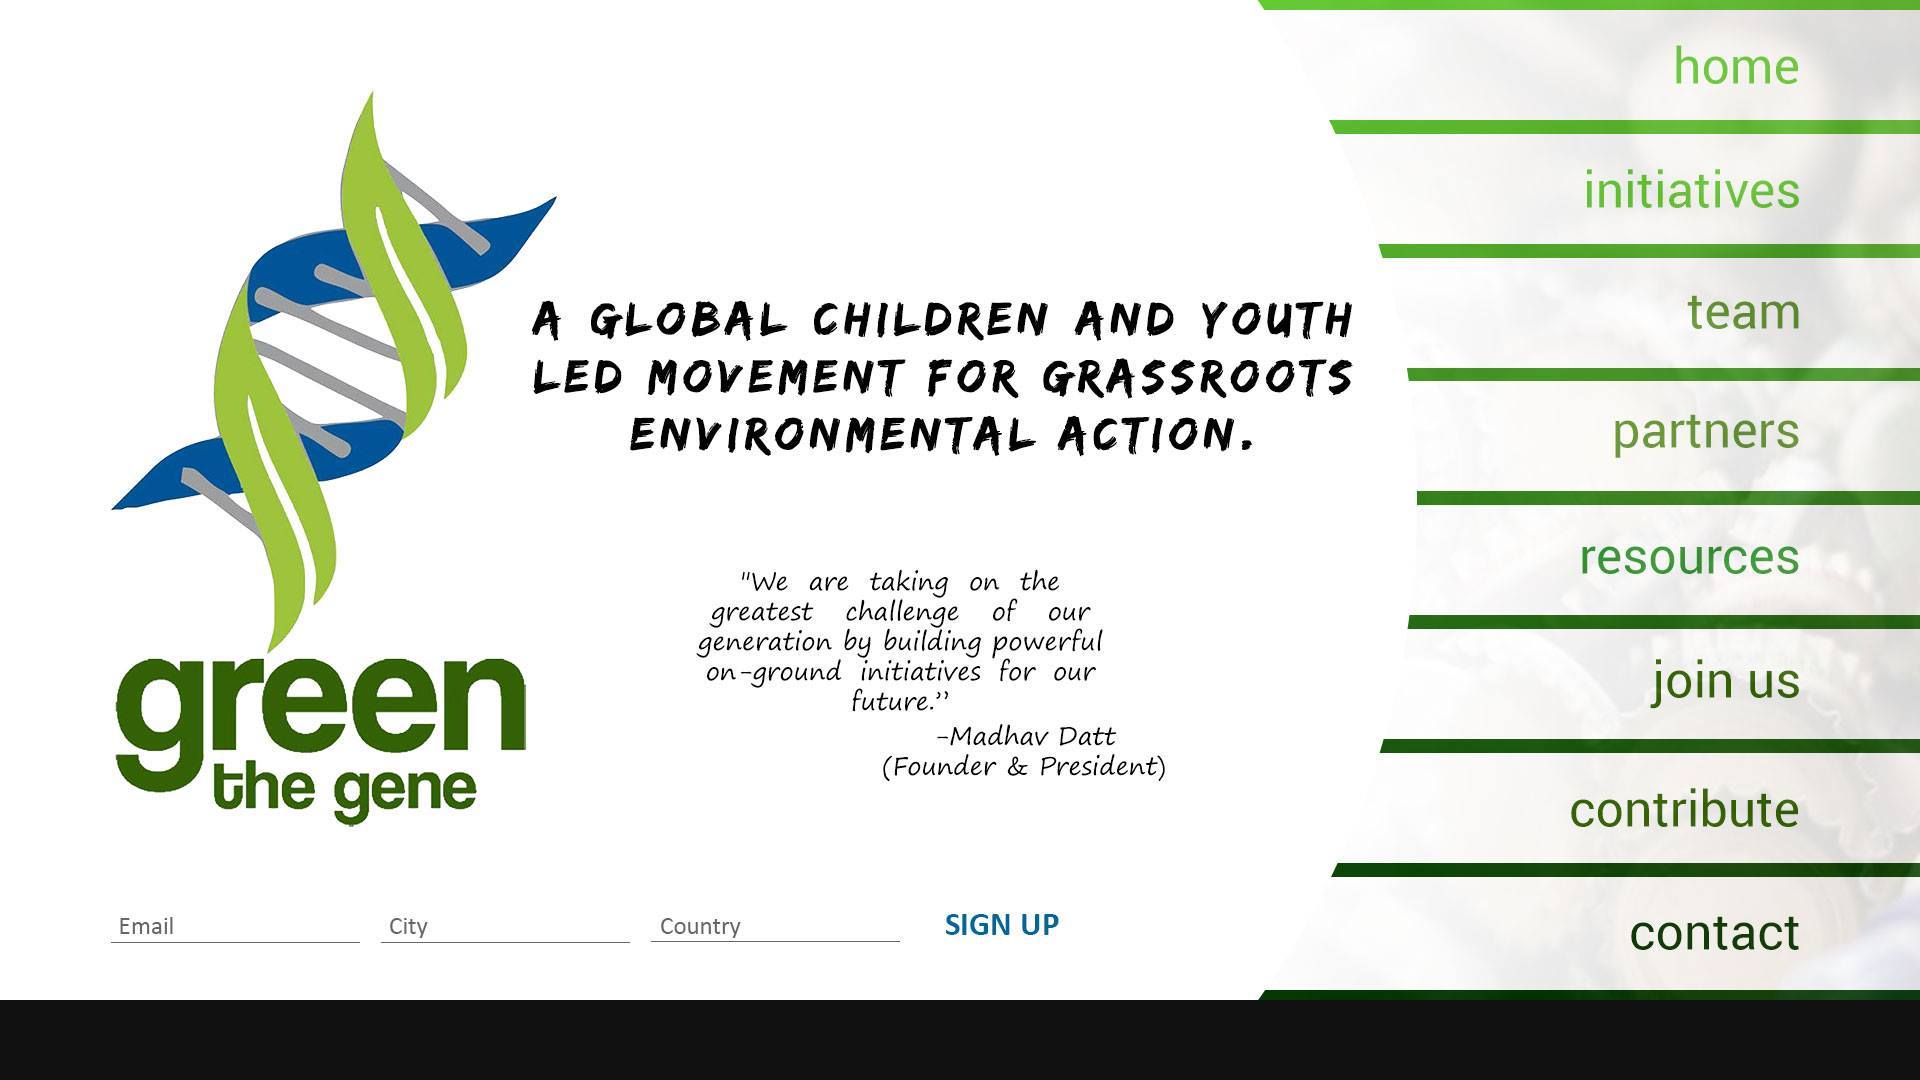 A GLOBAL CHILDREN AND YOUTH
LED MOVEMENT FOR GRASSROOTS
ENVIRONMENTAL ACTION.
"We are taking on the
greatest challenge of our
generation by building powerful
on-ground initiatives for our
future.”
-Madhav Datt
(Founder & President)
green
the gene
Email City Country SIGN UP
home
initiatives
team
partners
resources
join us
contribute
contact